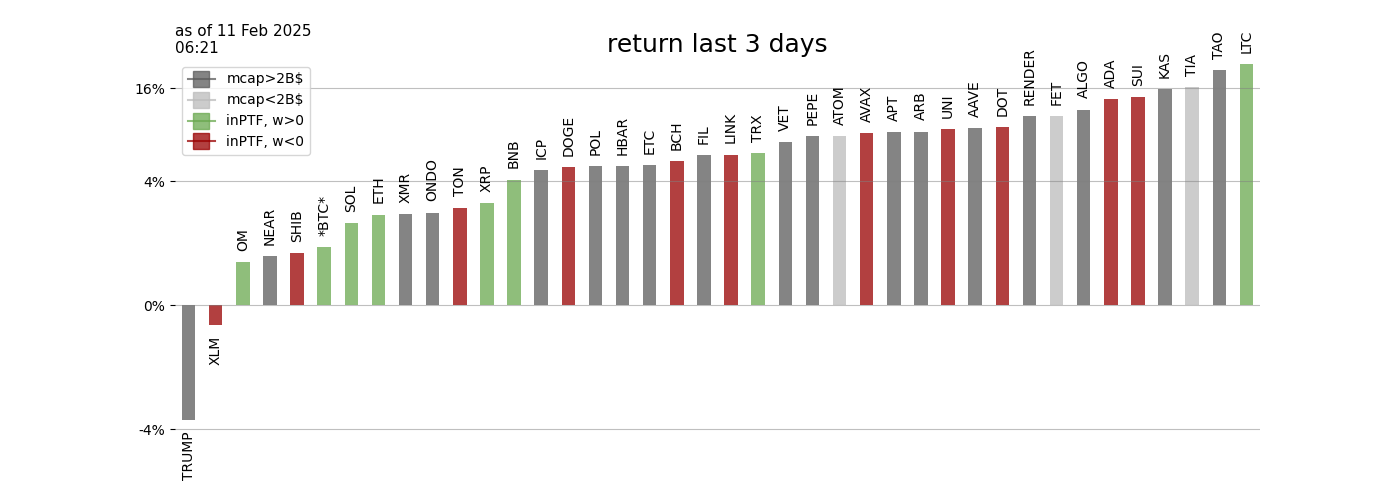 as of 11 Feb 2025
06:21
return last 3 days
mcap>2B$
mcap<2B$
inPTF, w>0
inPTF, w<0
16%
4%
0%
-4%
TRUMP
XLM
OM
NEAR
SHIB
*BTC*
SOL
ETH
XMR
ONDO
TON
XRP
BNB
ICP
DOGE
POL
HBAR
ETC
BCH
FIL
LINK
TRX
VET
PEPE
ATOM
AVAX
APT
ARB
UNI
AAVE
DOT
RENDER
FET
ALGO
ADA
SUI
KAS
TIA
TAO
LTC